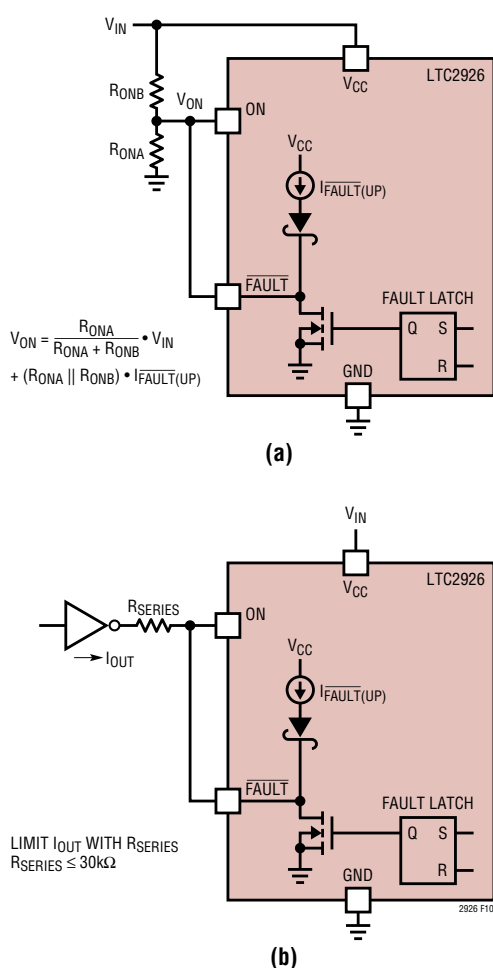 VIN
LTC2926
VCC
RONB
VON
ON
RONA
VCC
IFAULT(UP)
FAULT
FAULT LATCH
Q S
R
VON = RONA / (RONA + RONB) • VIN
+ (RONA || RONB) • IFAULT(UP)
GND
(a)
VIN
LTC2926
VCC
RSERIES
ON
IOUT
VCC
IFAULT(UP)
FAULT
FAULT LATCH
Q S
R
LIMIT IOUT WITH RSERIES
RSERIES ≤ 30kΩ
GND
2926 F10
(b)